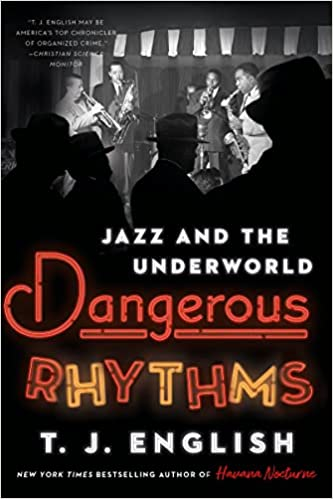 "T. J. ENGLISH MAY BE
AMERICA'S TOP CHRONICLER
OF ORGANIZED CRIME."
—CHRISTIAN SCIENCE
MONITOR
JAZZ AND THE
UNDERWORLD
Dangerous
RHYTHMS
T. J. ENGLISH
NEW YORK TIMES BESTSELLING AUTHOR OF Havana Nocturne